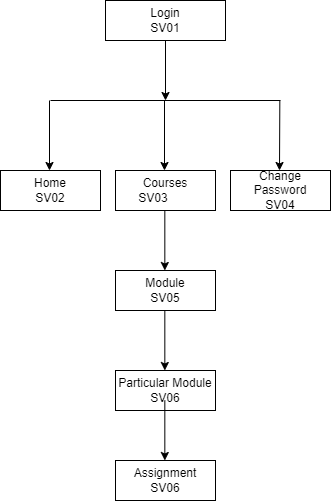 Login
SV01
Home
SV02
Courses
SV03
Change
Password
SV04
Module
SV05
Particular Module
SV06
Assignment
SV06